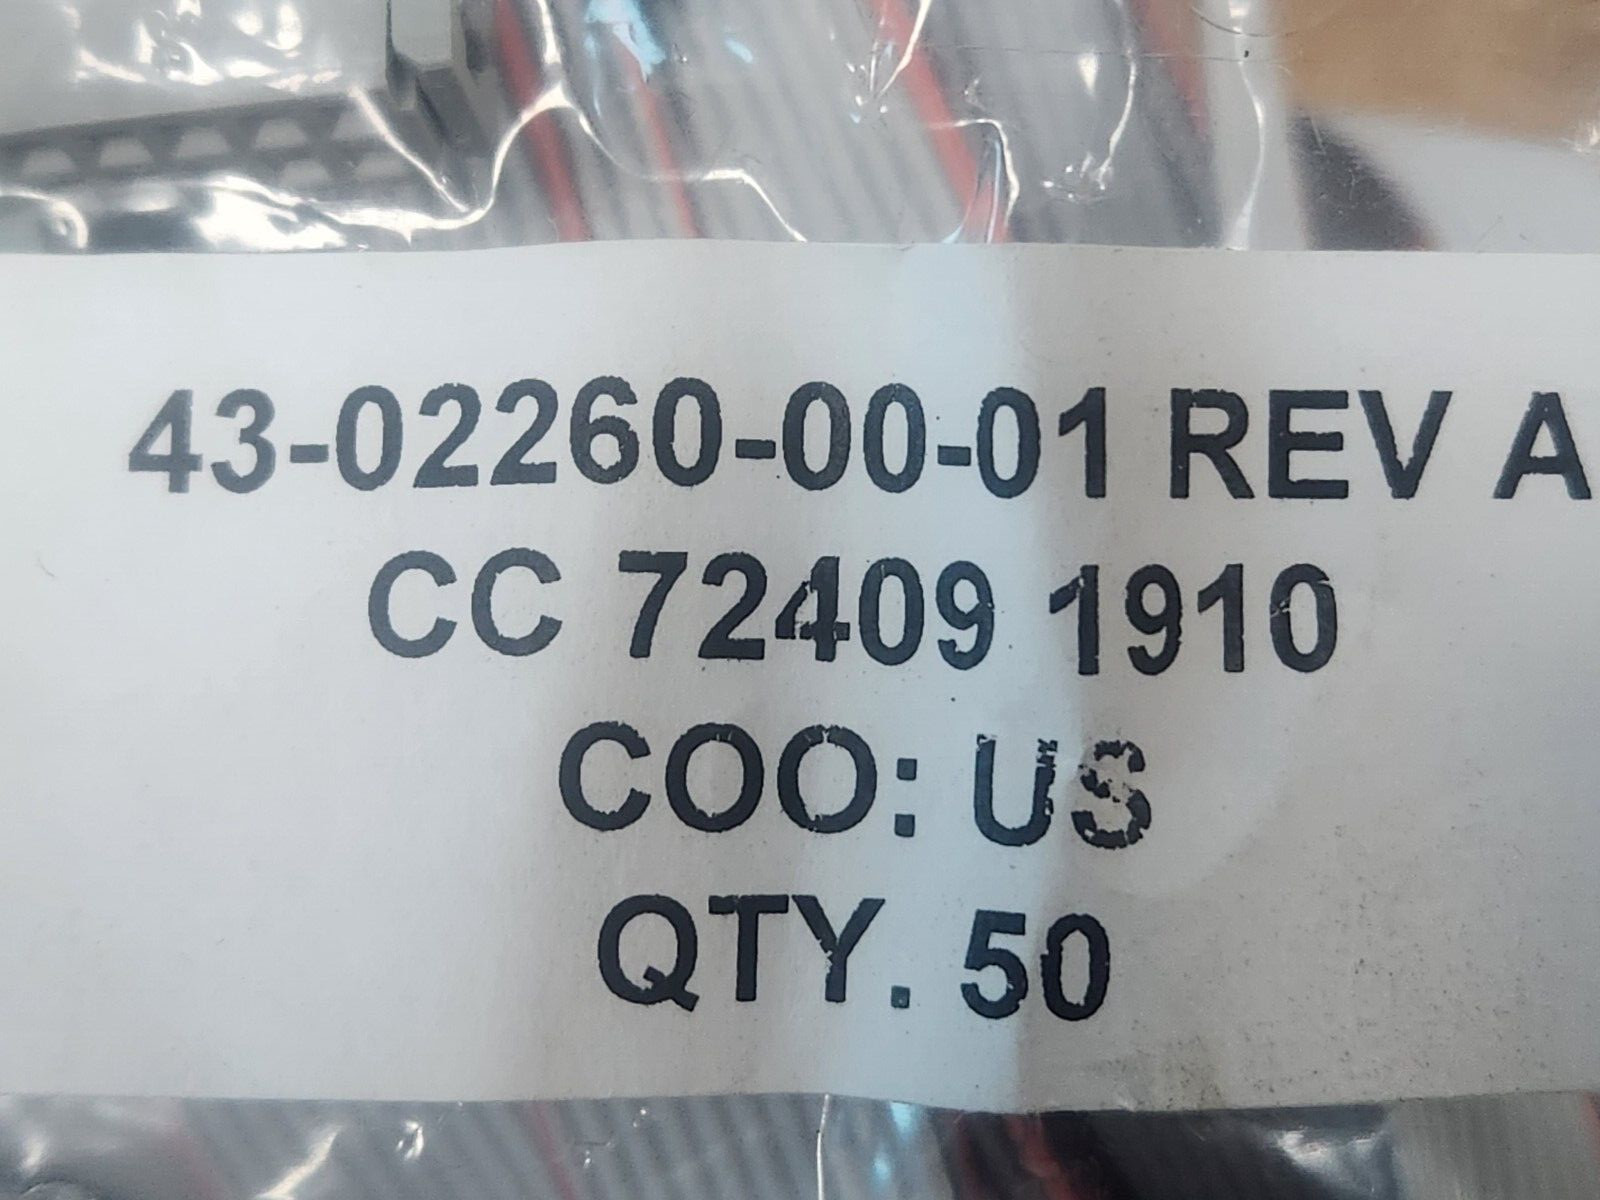 43-02260-00-01 REV A
CC 72409 1910
COO: US
QTY. 50